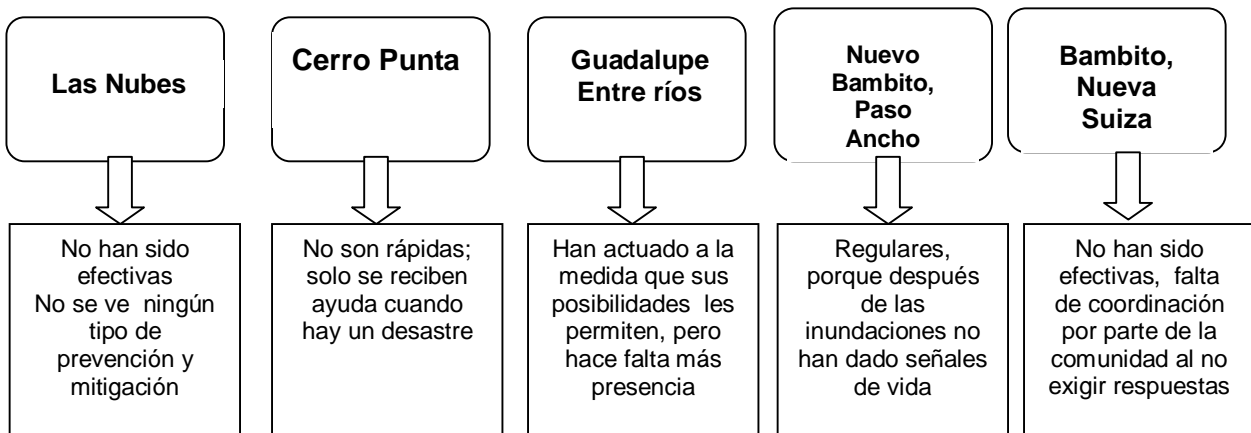 Las Nubes
Cerro Punta
Guadalupe
Entre ríos
Nuevo
Bambito,
Paso
Ancho
Bambito,
Nueva
Suiza
No han sido
efectivas
No se ve ningún
tipo de
prevención y
mitigación
No son rápidas;
solo se reciben
ayuda cuando
hay un desastre
Han actuado a la
medida que sus
posibilidades les
permiten, pero
hace falta más
presencia
Regulares,
porque después
de las
inundaciones no
han dado señales
de vida
No han sido
efectivas, falta
de coordinación
por parte de la
comunidad al no
exigir respuestas